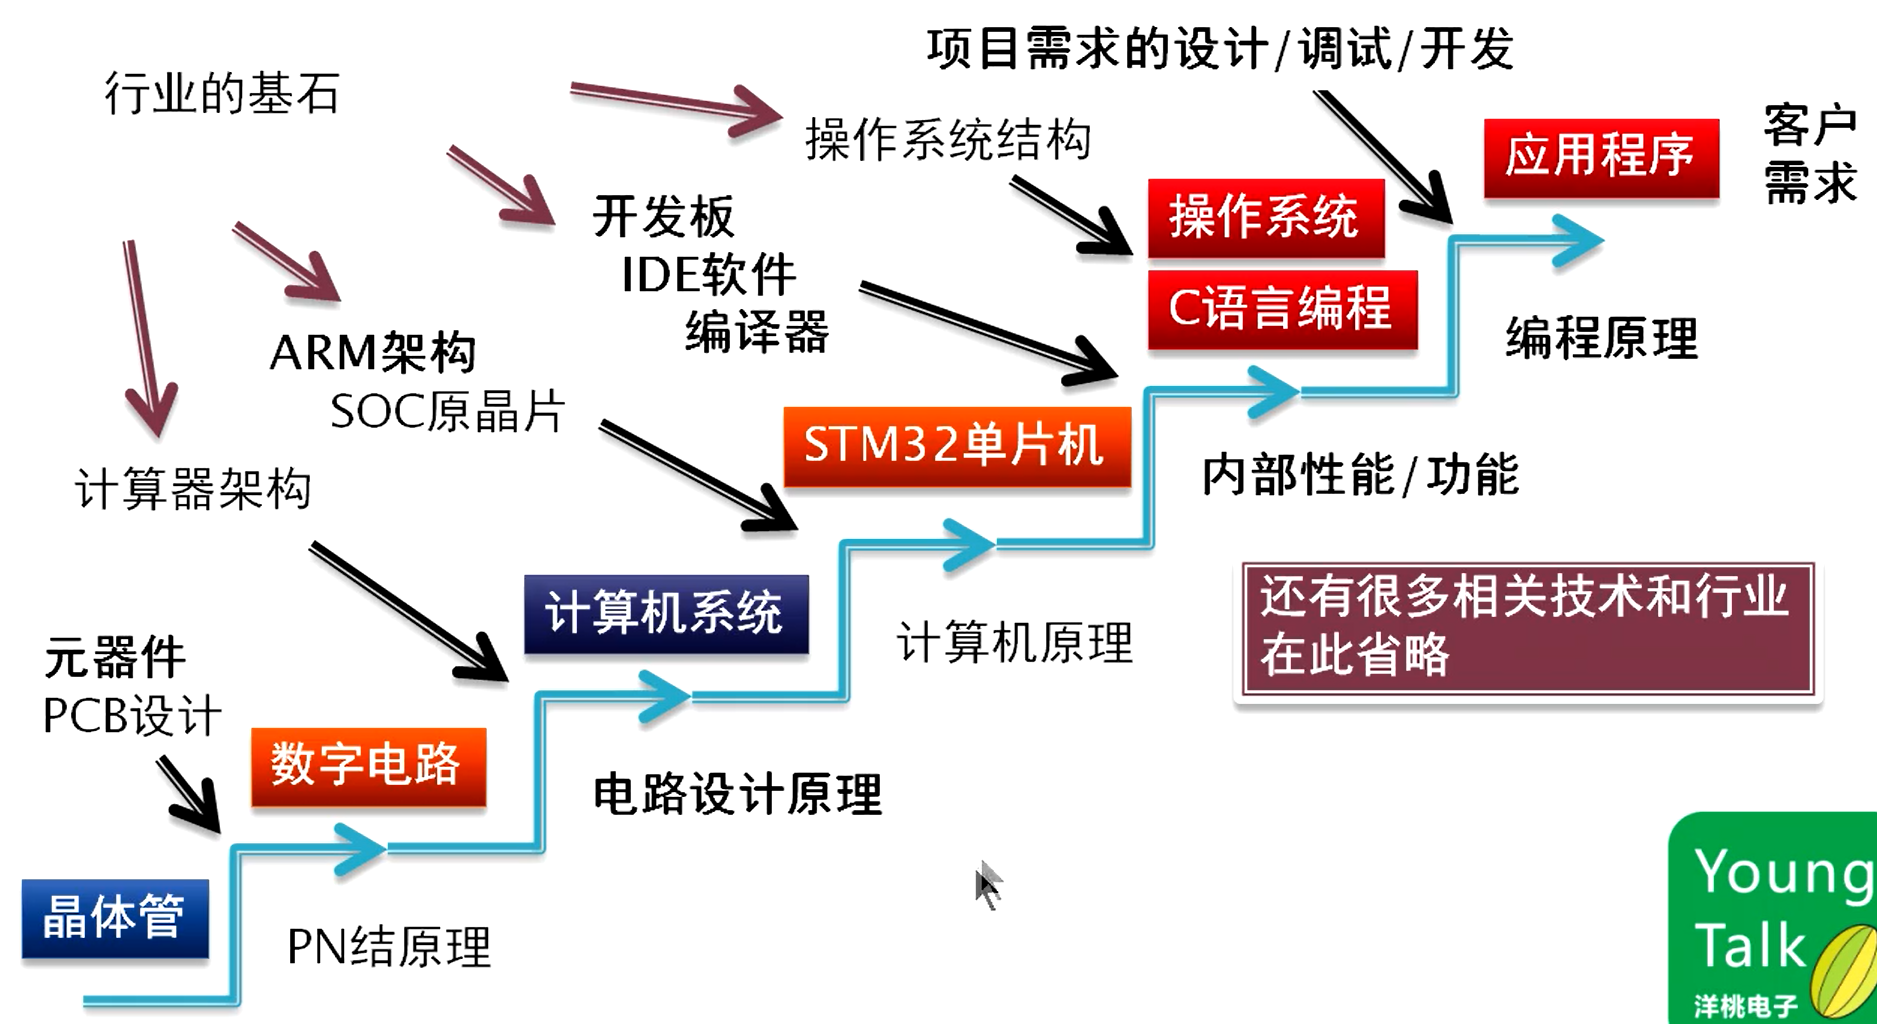 项目需求的设计/调试/开发
行业的基石
操作系统结构
应用程序
客户
需求
开发板
IDE软件
编译器
操作系统
C语言编程
编程原理
ARM架构
SOC原晶片
STM32单片机
内部性能/功能
计算器架构
计算机系统
计算机原理
还有很多相关技术和行业
在此省略
元器件
PCB设计
数字电路
电路设计原理
晶体管
PN结原理
Young
Talk
洋桃电子